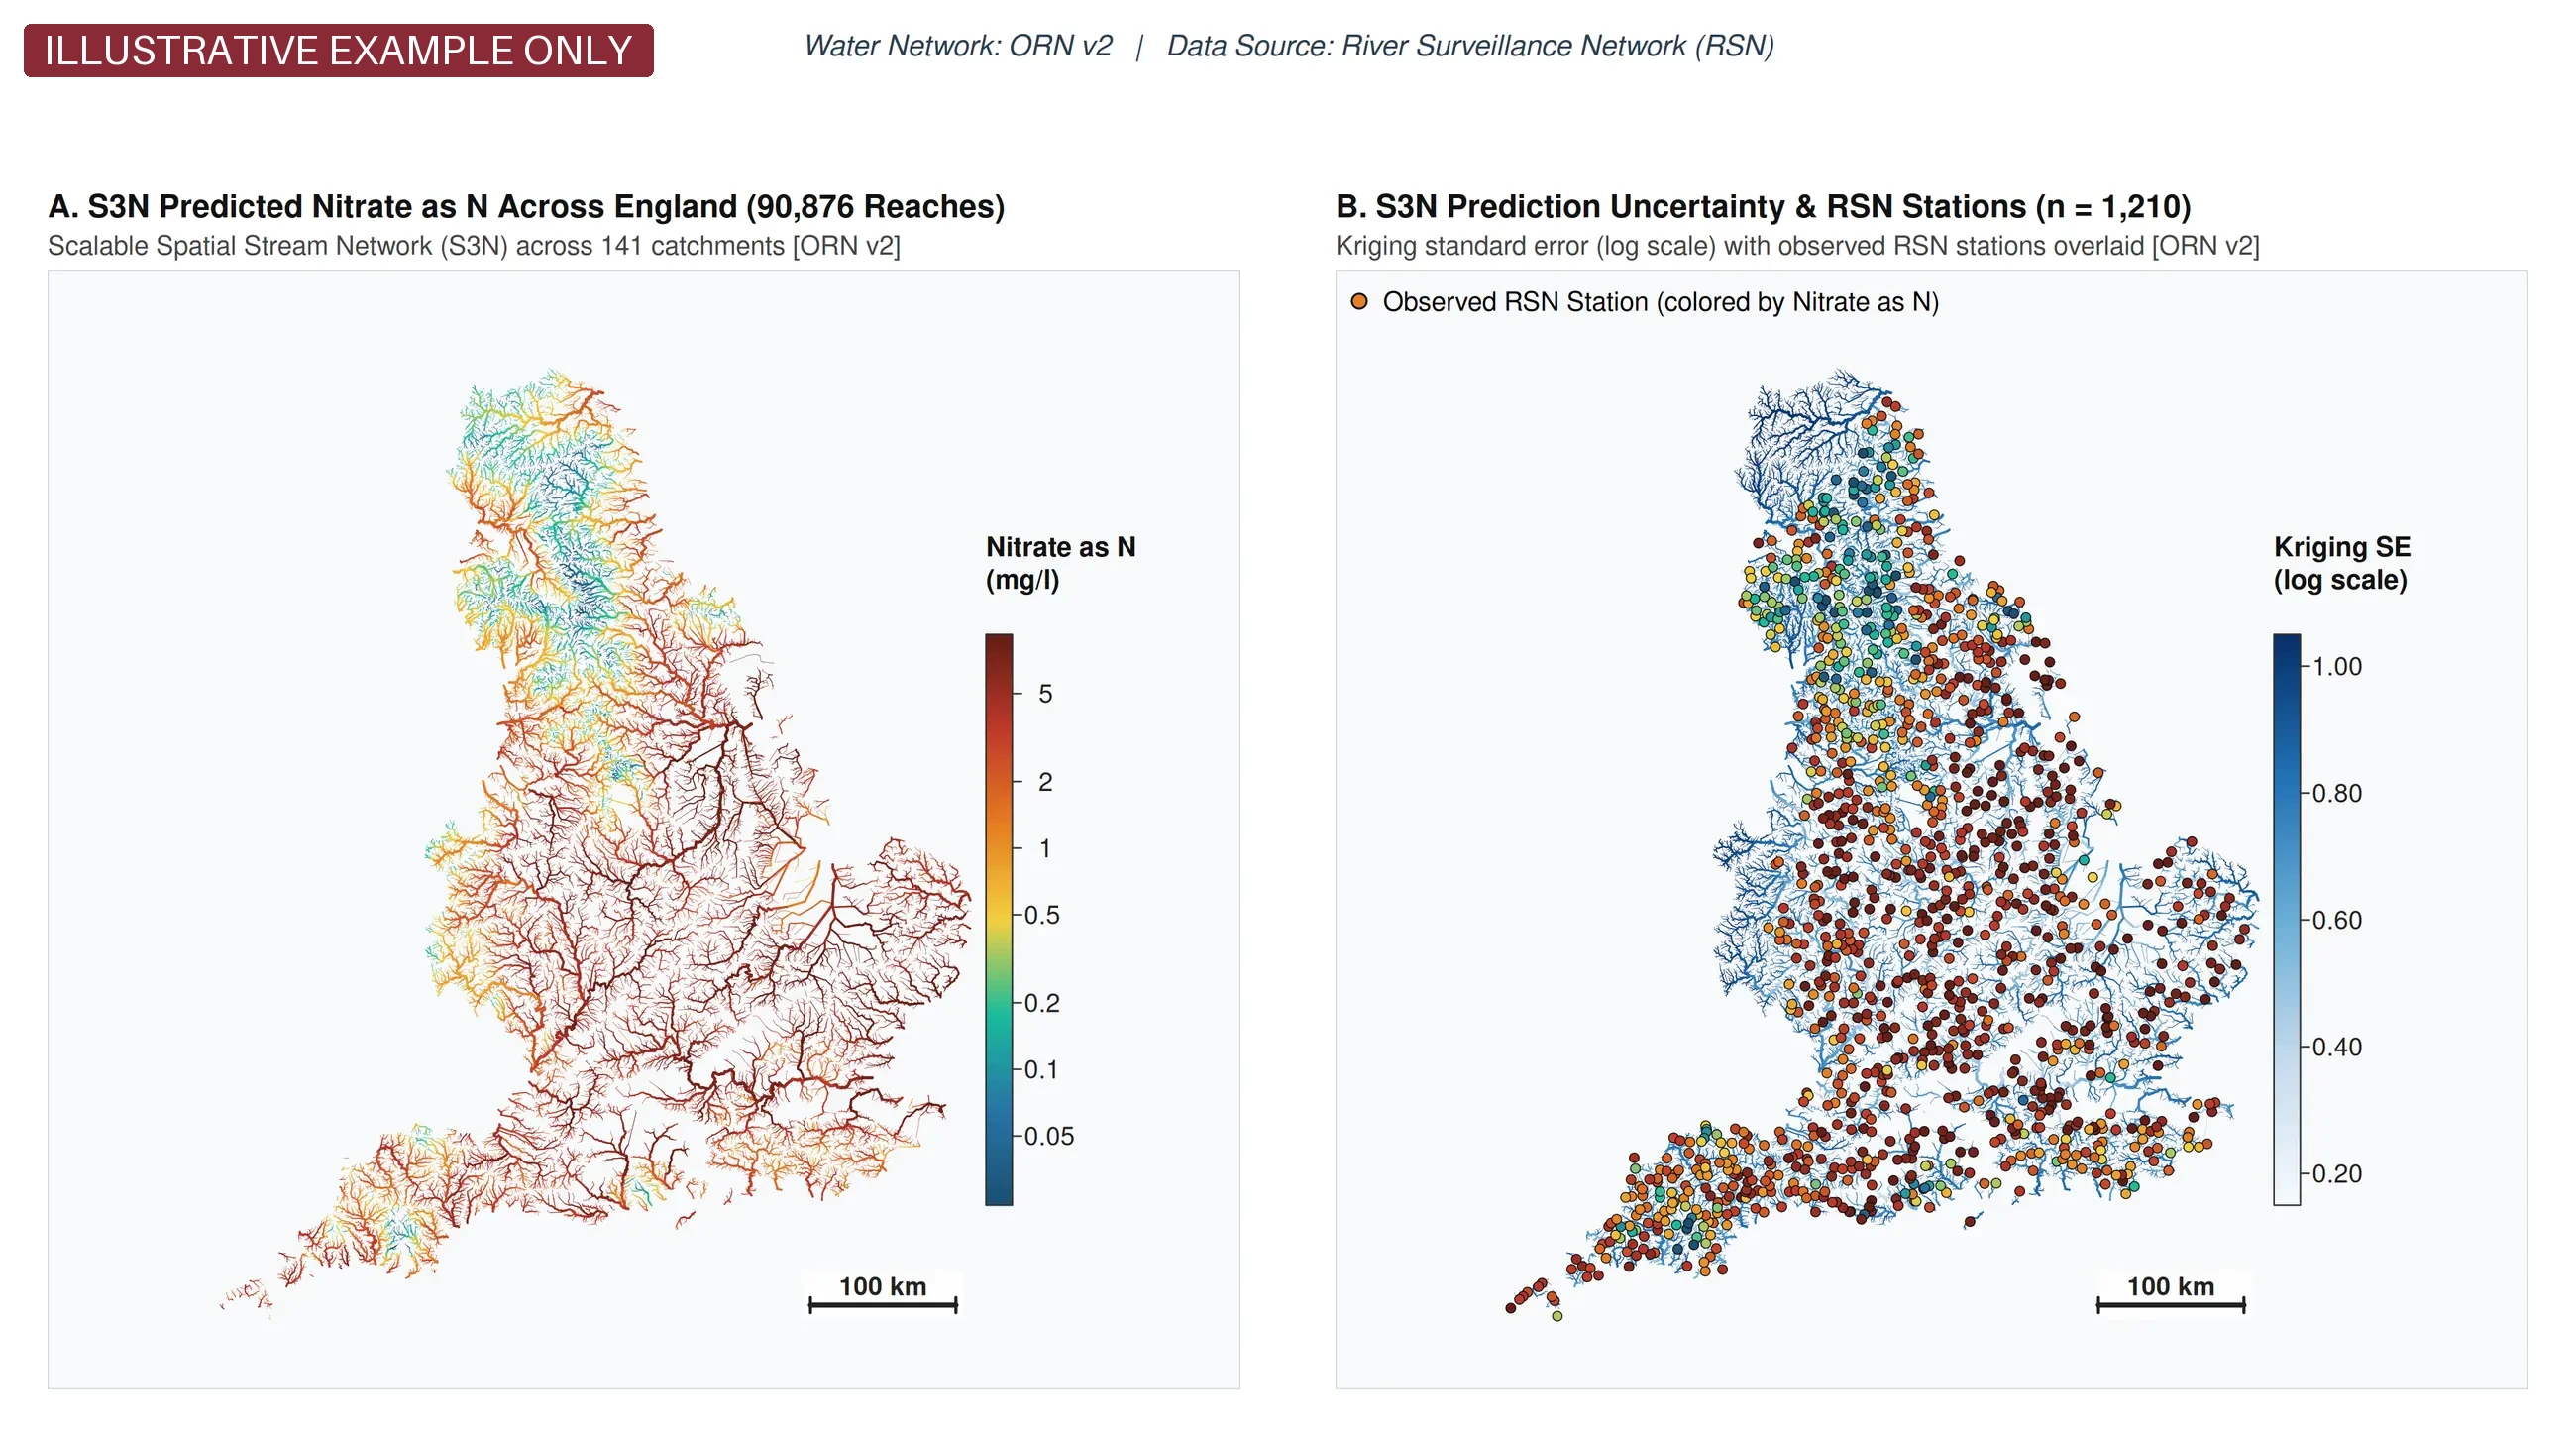 ILLUSTRATIVE EXAMPLE ONLY
Water Network: ORN v2 | Data Source: River Surveillance Network (RSN)
A. S3N Predicted Nitrate as N Across England (90,876 Reaches)
Scalable Spatial Stream Network (S3N) across 141 catchments [ORN v2]
Nitrate as N
(mg/l)
5
2
1
0.5
0.2
0.1
0.05
100 km
B. S3N Prediction Uncertainty & RSN Stations (n = 1,210)
Kriging standard error (log scale) with observed RSN stations overlaid [ORN v2]
Observed RSN Station (colored by Nitrate as N)
Kriging SE
(log scale)
1.00
0.80
0.60
0.40
0.20
100 km